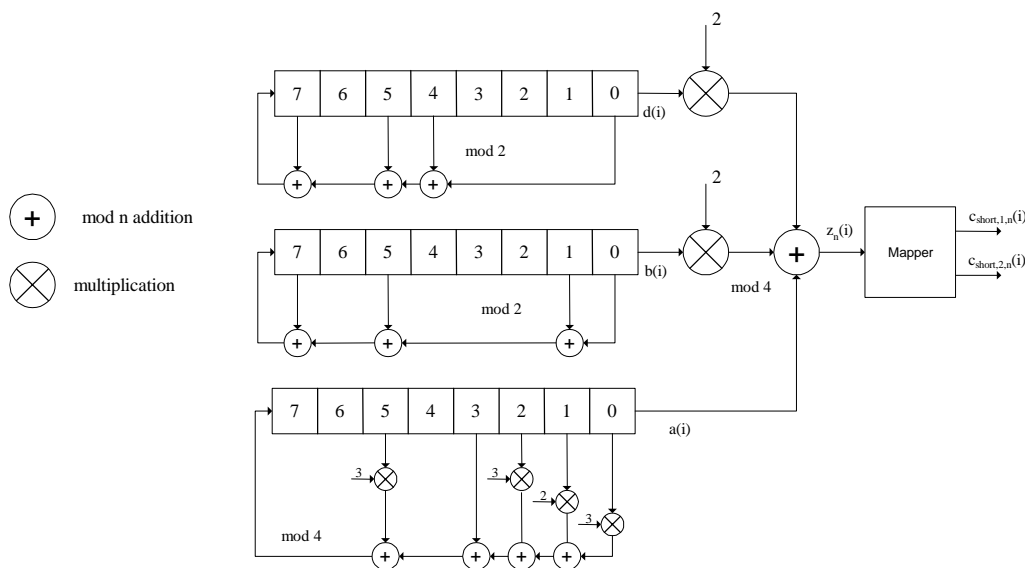 2
7 6 5 4 3 2 1 0
d(i)
mod 2
+ + +
+ mod n addition
2
7 6 5 4 3 2 1 0
b(i)
+
z_n(i)
mod 4
Mapper
c_short,1,n(i)
c_short,2,n(i)
multiplication
mod 2
+ + +
7 6 5 4 3 2 1 0
a(i)
3
3
2
3
mod 4
+ + + +